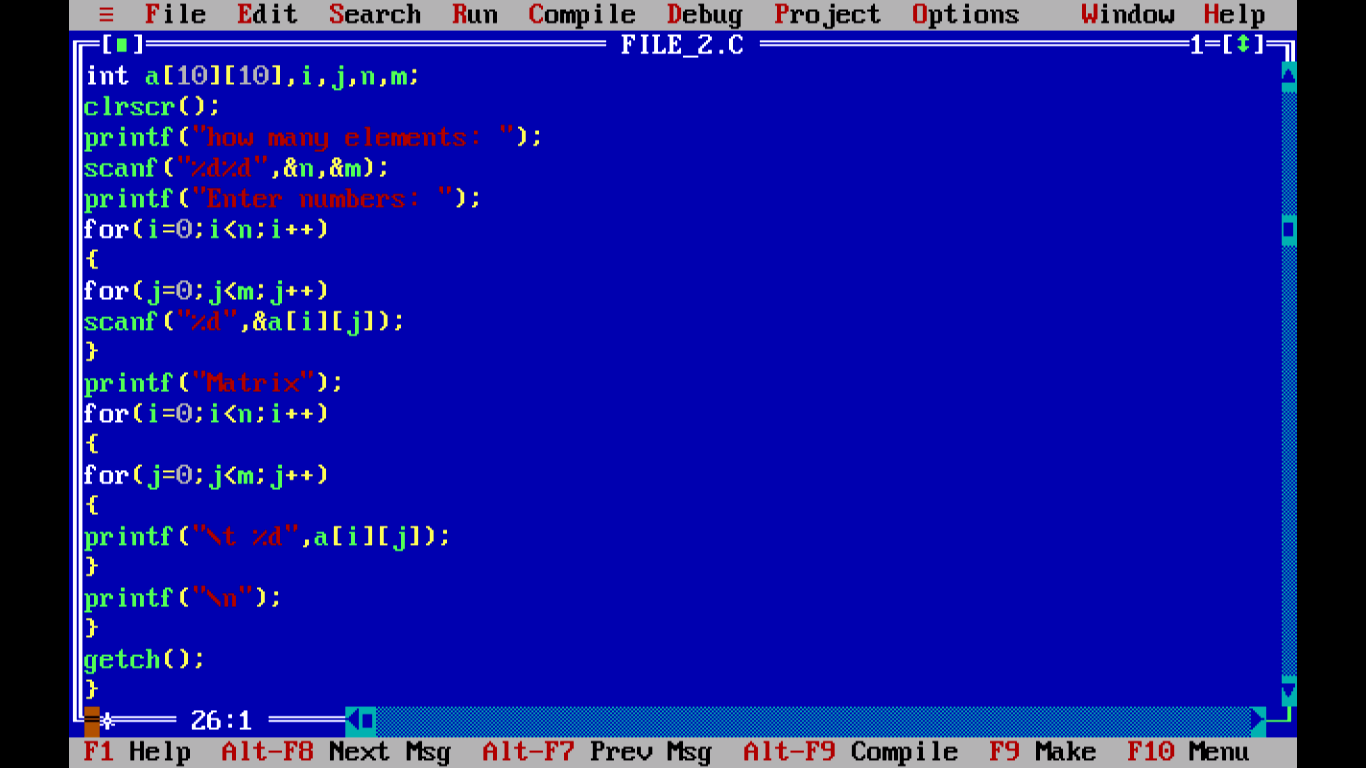 ≡ File Edit Search Run Compile Debug Project Options Window Help
[■] FILE_2.C 1=[↕]
int a[10][10],i,j,n,m;
clrscr();
printf("how many elements: ");
scanf("%d%d",&n,&m);
printf("Enter numbers: ");
for(i=0;i<n;i++)
{
for(j=0;j<m;j++)
scanf("%d",&a[i][j]);
}
printf("Matrix");
for(i=0;i<n;i++)
{
for(j=0;j<m;j++)
{
printf("\t %d",a[i][j]);
}
printf("\n");
}
getch();
}
26:1
F1 Help Alt-F8 Next Msg Alt-F7 Prev Msg Alt-F9 Compile F9 Make F10 Menu